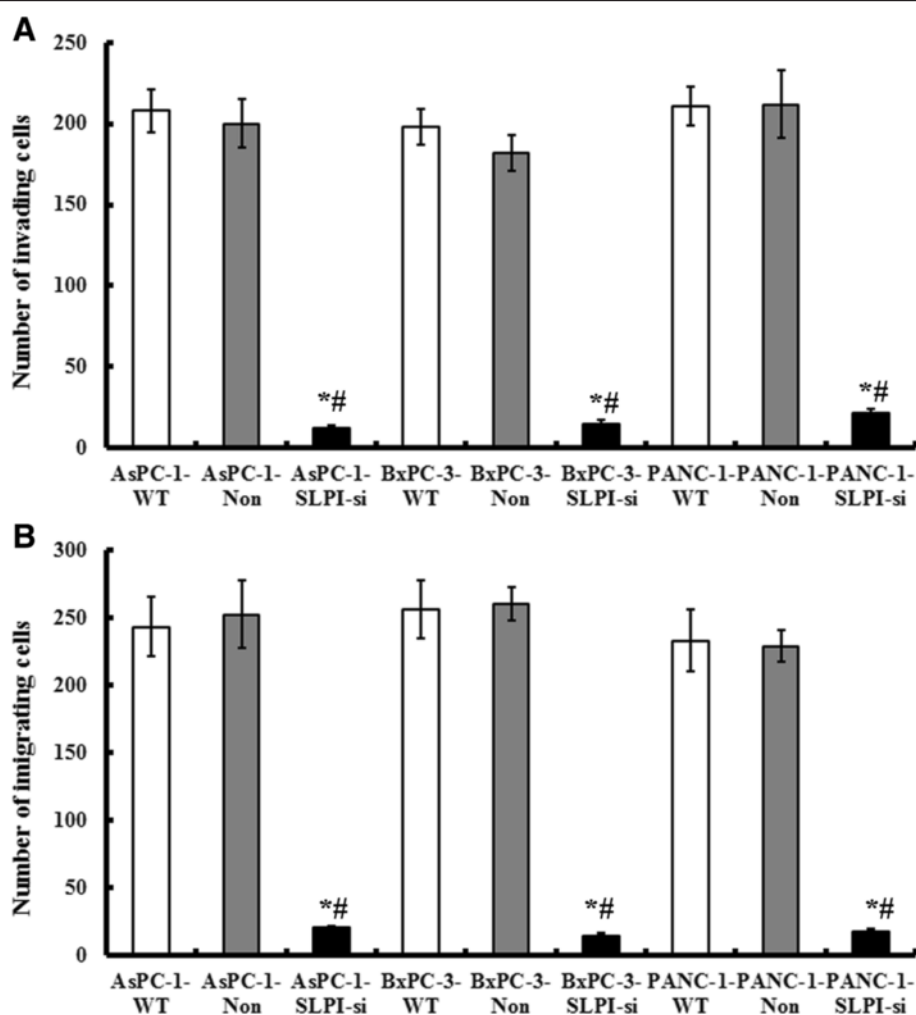 A
Number of invading cells
250
200
150
100
50
0
*#
*#
*#
AsPC-1- AsPC-1- AsPC-1- BxPC-3- BxPC-3- BxPC-3- PANC-1-PANC-1-PANC-1-
WT Non SLPI-si WT Non SLPI-si WT Non SLPI-si
B
Number of imigrating cells
300
250
200
150
100
50
0
*#
*#
*#
AsPC-1- AsPC-1- AsPC-1- BxPC-3- BxPC-3- BxPC-3- PANC-1-PANC-1-PANC-1-
WT Non SLPI-si WT Non SLPI-si WT Non SLPI-si